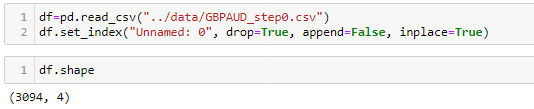 1 df=pd.read_csv("../data/GBPAUD_step0.csv")
2 df.set_index("Unnamed: 0", drop=True, append=False, inplace=True)
1 df.shape
(3094, 4)